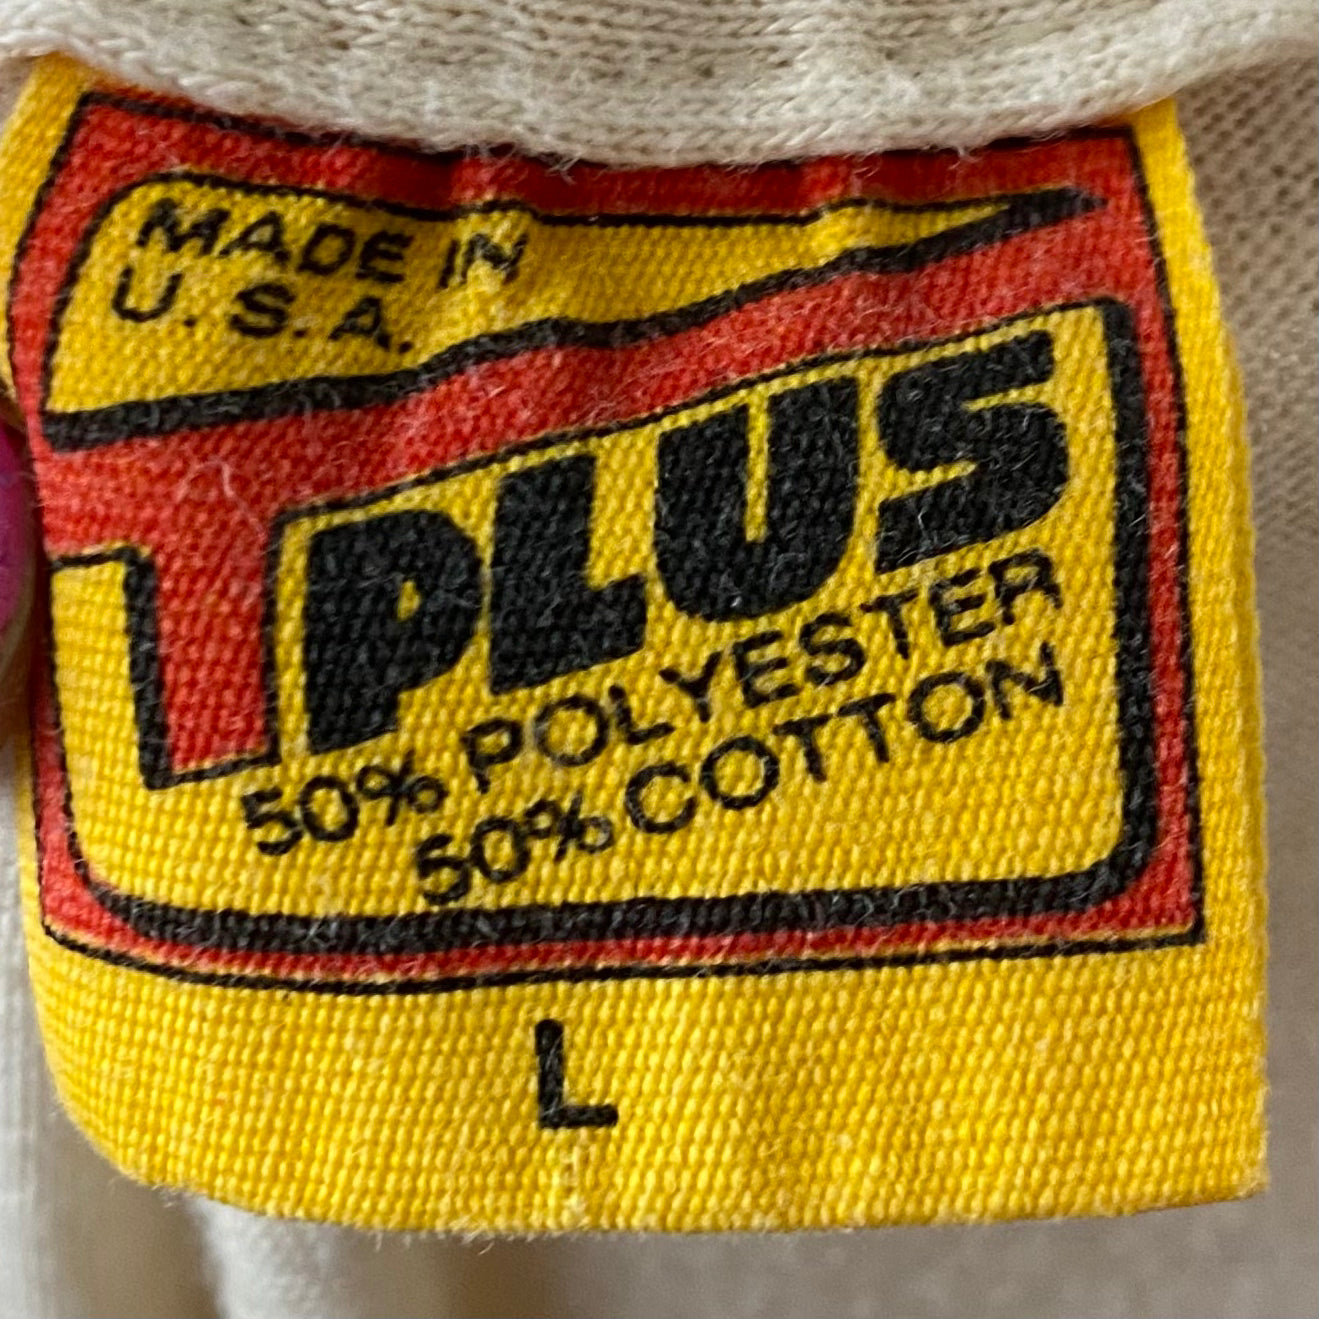 MADE IN
U.S.A.
T PLUS
50% POLYESTER
50% COTTON
L